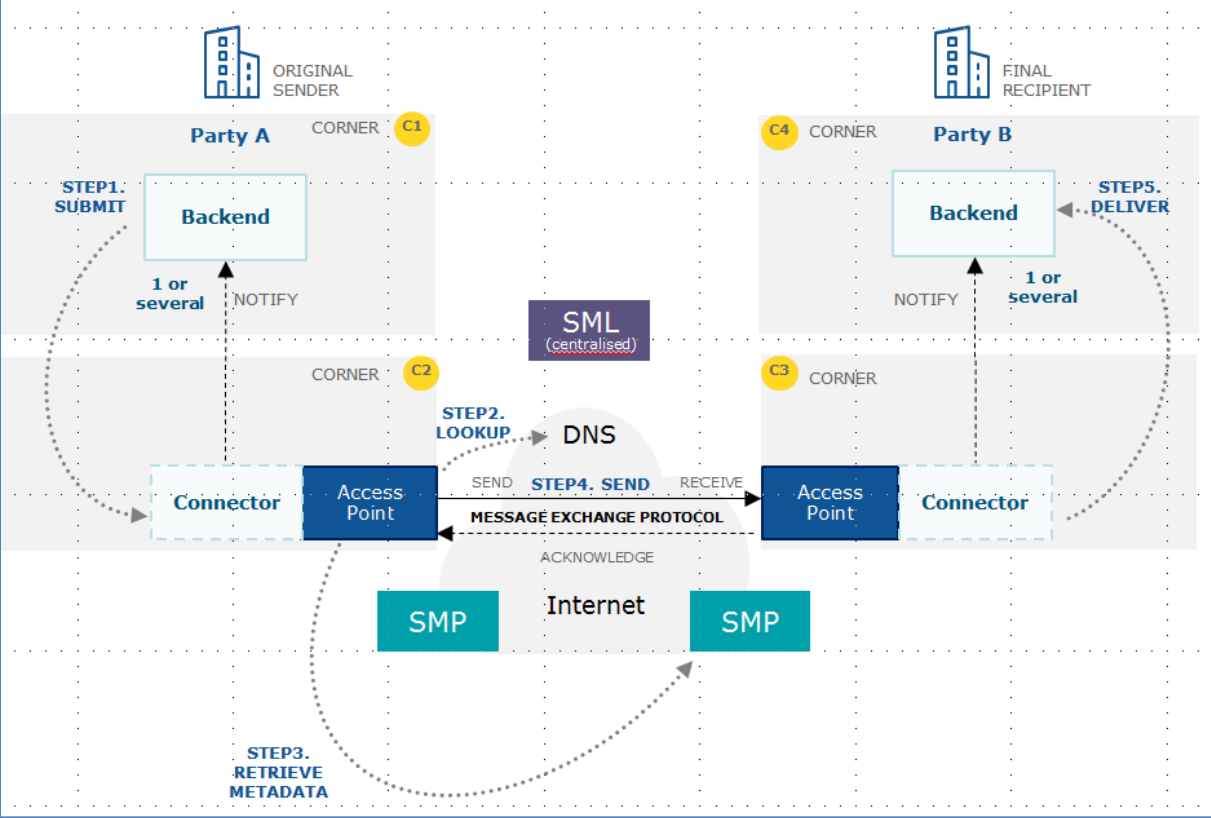 ORIGINAL
SENDER
FINAL
RECIPIENT
Party A
CORNER
C1
C4
CORNER
Party B
STEP1.
SUBMIT
Backend
Backend
STEP5.
DELIVER
1 or
several
NOTIFY
NOTIFY
1 or
several
SML
(centralised)
CORNER
C2
C3
CORNER
STEP2.
LOOKUP
DNS
Connector
Access
Point
SEND
STEP4. SEND
RECEIVE
MESSAGE EXCHANGE PROTOCOL
ACKNOWLEDGE
Access
Point
Connector
Internet
SMP
SMP
STEP3.
RETRIEVE
METADATA